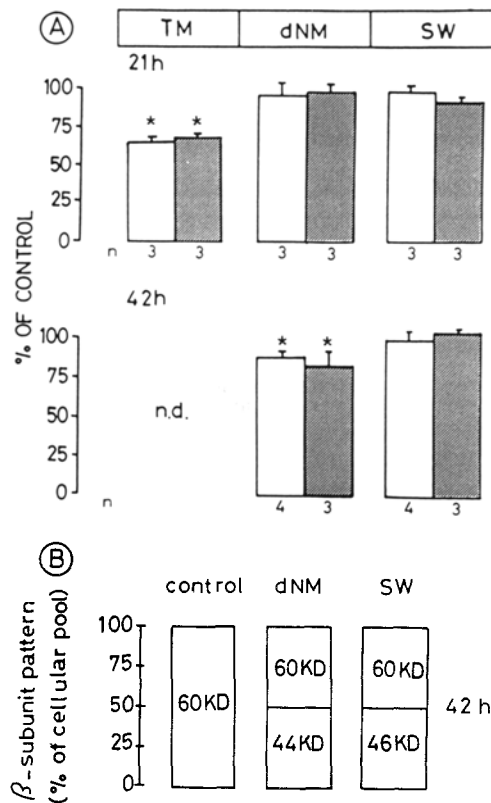 A TM dNM SW
21h
100
75
50
25
0
* *
n 3 3 3 3 3 3
% OF CONTROL
42h
100
75
50
25
0
n.d.
* *
n 4 3 4 3
B
control dNM SW
β-subunit pattern
(% of cellular pool)
100
75
50
25
0
60KD 60KD 60KD
44KD 46KD
42h